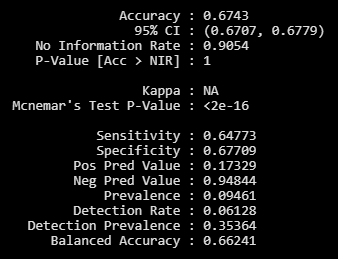 Accuracy : 0.6743
95% CI : (0.6707, 0.6779)
No Information Rate : 0.9054
P-Value [Acc > NIR] : 1
Kappa : NA
Mcnemar's Test P-Value : <2e-16
Sensitivity : 0.64773
Specificity : 0.67709
Pos Pred Value : 0.17329
Neg Pred Value : 0.94844
Prevalence : 0.09461
Detection Rate : 0.06128
Detection Prevalence : 0.35364
Balanced Accuracy : 0.66241